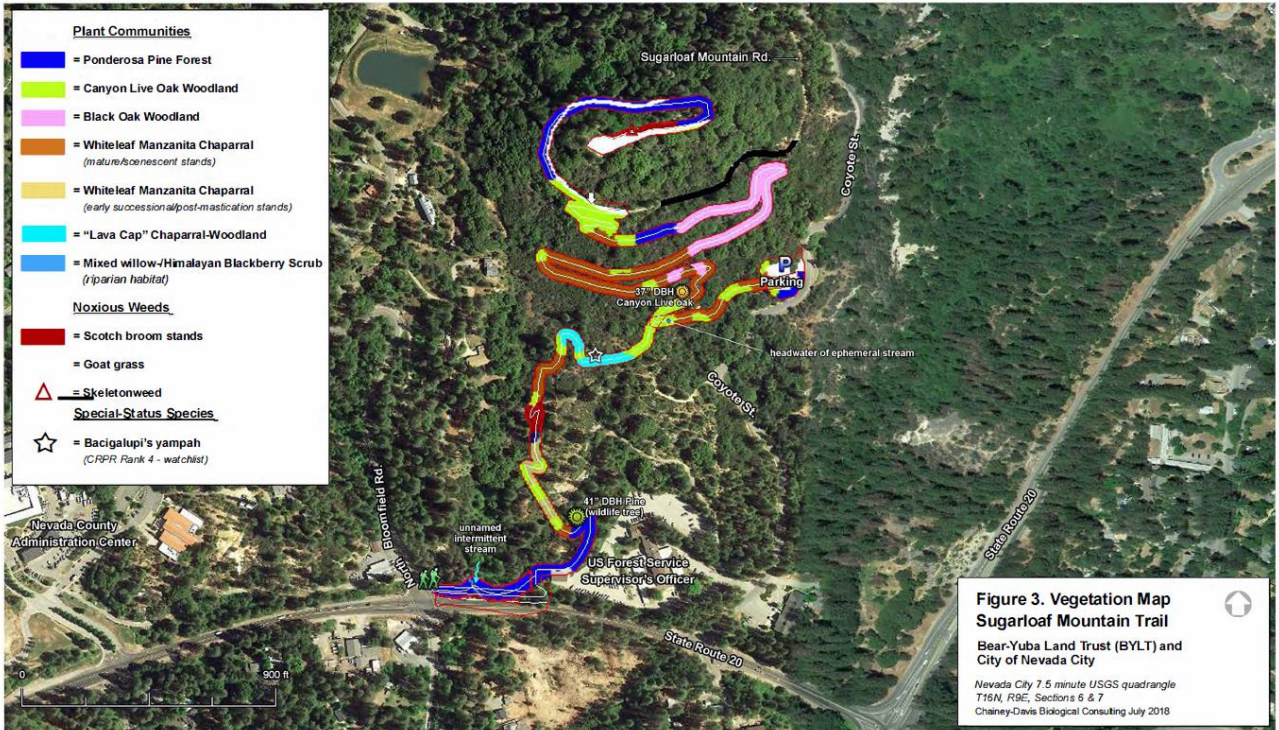 Plant Communities
= Ponderosa Pine Forest
= Canyon Live Oak Woodland
= Black Oak Woodland
= Whiteleaf Manzanita Chaparral
(mature/scenescent stands)
= Whiteleaf Manzanita Chaparral
(early successional/post-mastication stands)
= “Lava Cap” Chaparral-Woodland
= Mixed willow-/Himalayan Blackberry Scrub
(riparian habitat)
Noxious Weeds
= Scotch broom stands
= Goat grass
= Skeletonweed
Special-Status Species
= Bacigalupi's yampah
(CRPR Rank 4 - watchlist)
Sugarloaf Mountain Rd.
Coyote St.
P
Parking
37" DBH
Canyon Live oak
headwater of ephemeral stream
Coyote St.
41" DBH Pine
(wildlife tree)
unnamed
intermittent
stream
North Bloomfield Rd.
Nevada County
Administration Center
US Forest Service
Supervisor's Officer
State Route 20
State Route 20
0
900 ft
Figure 3. Vegetation Map
Sugarloaf Mountain Trail
Bear-Yuba Land Trust (BYLT) and
City of Nevada City
Nevada City 7.5 minute USGS quadrangle
T16N, R9E, Sections 6 & 7
Chainey-Davis Biological Consulting July 2018